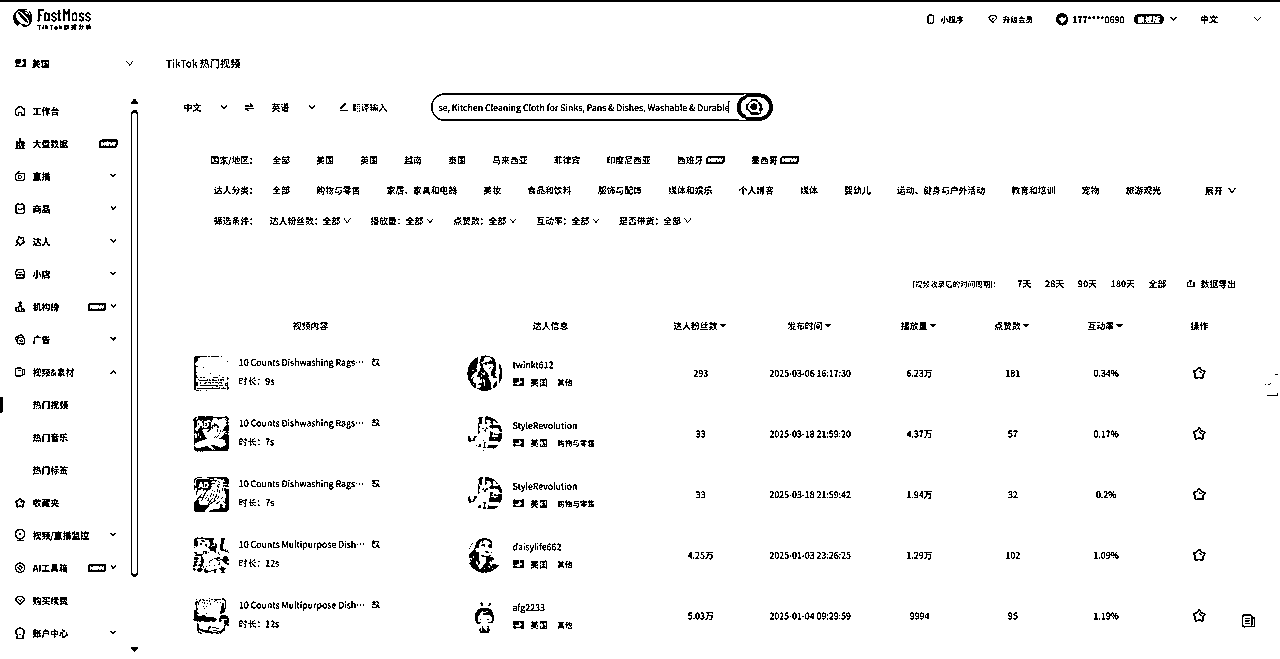 FastMoss
TikTok数据分析
小程序
升级会员
177****0690
中文
美国
TikTok 热门视频
工作台
大盘数据 NEW
直播
商品
达人
小店
机构榜
广告
视频&素材
热门视频
热门音乐
热门标签
收藏夹
视频/直播监控
AI工具箱
购买续费
账户中心
中文 英语 翻译输入
se, Kitchen Cleaning Cloth for Sinks, Pans & Dishes, Washable & Durable
国家/地区： 全部 美国 英国 越南 泰国 马来西亚 菲律宾 印度尼西亚 西班牙 NEW 墨西哥 NEW
达人分类： 全部 购物与零售 家居、家具和电器 美妆 食品和饮料 服饰与配饰 媒体和娱乐 个人博客 媒体 婴幼儿 运动、健身与户外活动 教育和培训 宠物 旅游观光 展开
筛选条件： 达人粉丝数：全部 播放量：全部 点赞数：全部 互动率：全部 是否带货：全部
[视频收录后的时间周期]： 7天 28天 90天 180天 全部 数据导出
视频内容 达人信息 达人粉丝数 发布时间 播放量 点赞数 互动率 操作
10 Counts Dishwashing Rags···
时长：9s
twinkt612
美国 其他
293 2025-03-06 16:17:30 6.23万 181 0.34%
10 Counts Dishwashing Rags···
时长：7s
StyleRevolution
美国 购物与零售
33 2025-03-18 21:59:20 4.37万 57 0.17%
AD
10 Counts Dishwashing Rags···
时长：7s
StyleRevolution
美国 购物与零售
33 2025-03-18 21:59:42 1.94万 32 0.2%
10 Counts Multipurpose Dish···
时长：12s
daisylife662
美国 其他
4.25万 2025-01-03 23:26:25 1.29万 102 1.09%
10 Counts Multipurpose Dish···
时长：12s
afg2233
美国 其他
5.03万 2025-01-04 09:29:59 9994 95 1.19%